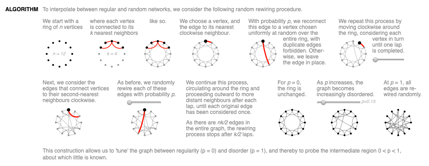 ALGORITHM To interpolate between regular and random networks, we consider the following random rewiring procedure.
We start with a
ring of n vertices
where each vertex
is connected to its
k nearest neighbors
like so.
We choose a vertex, and
the edge to its nearest
clockwise neighbour.
With probability p, we reconnect
this edge to a vertex chosen
uniformly at random over the
entire ring, with
duplicate edges
forbidden. Other-
wise, we leave
the edge in place.
We repeat this process by
moving clockwise around
the ring, considering each
vertex in turn
until one lap
is completed.
Next, we consider the
edges that connect vertices
to their second-nearest
neighbours clockwise.
As before, we randomly
rewire each of these
edges with probability p.
We continue this process,
circulating around the ring and
proceeding outward to more
distant neighbours after each
lap, until each original edge
has been considered once.
As there are nk/2 edges in
the entire graph, the rewiring
process stops after k/2 laps.
For p = 0,
the ring is
unchanged.
As p increases, the
graph becomes
increasingly disordered.
At p = 1, all
edges are re-
wired randomly.
This construction allows us to 'tune' the graph between regularity (p = 0) and disorder (p = 1), and thereby to probe the intermediate region 0 < p < 1,
about which little is known.